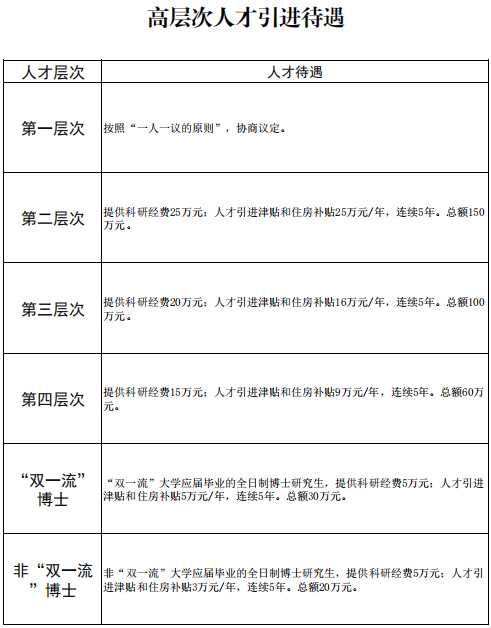 高层次人才引进待遇
人才层次
人才待遇
第一层次
按照“一人一议的原则”，协商议定。
第二层次
提供科研经费25万元；人才引进津贴和住房补贴25万元/年，连续5年。总额150
万元。
第三层次
提供科研经费20万元；人才引进津贴和住房补贴16万元/年，连续5年。总额100
万元。
第四层次
提供科研经费15万元；人才引进津贴和住房补贴9万元/年，连续5年。总额60万
元。
“双一流”
博士
“双一流”大学应届毕业的全日制博士研究生，提供科研经费5万元；人才引进
津贴和住房补贴5万元/年，连续5年。总额30万元。
非“双一流
”博士
非“双一流”大学应届毕业的全日制博士研究生，提供科研经费5万元；人才引
进津贴和住房补贴3万元/年，连续5年。总额20万元。